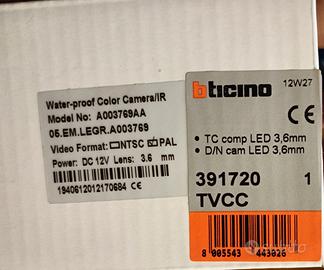 Water-proof Color Camera/IR
Model No: A003769AA
05.EM.LEGR.A003769
Video Format: NTSC PAL
Power: DC 12V Lens: 3.6 mm
1940612012170684
bticino
12W27
• TC comp LED 3,6mm
• D/N cam LED 3,6mm
391720 1
TVCC
8 005543 443026
subito